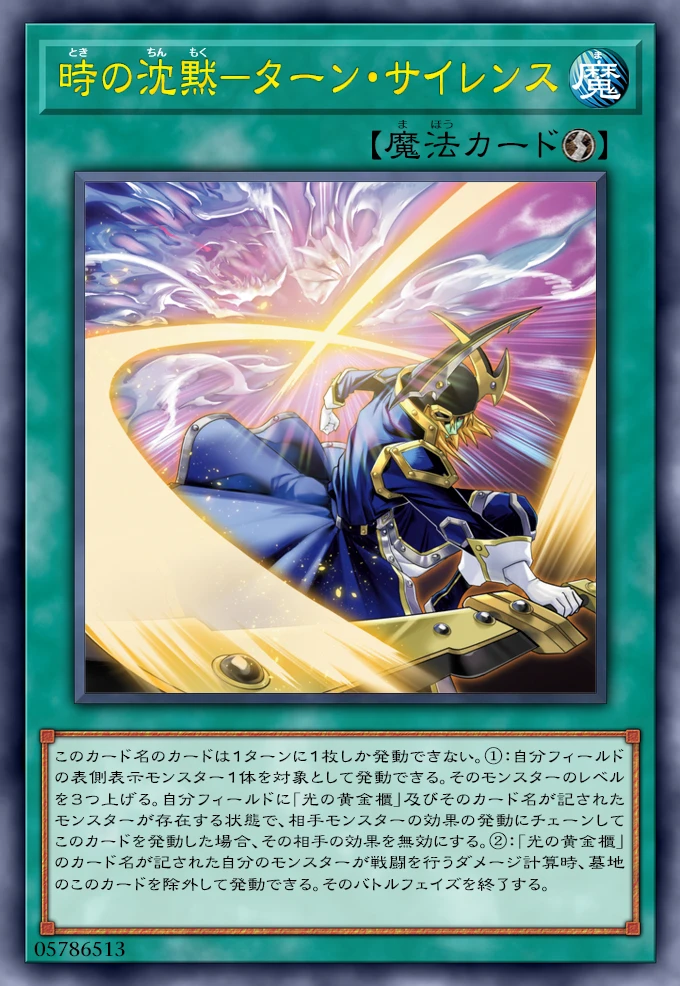 時の沈黙−ターン・サイレンス 魔
【魔法カード】
このカード名のカードは1ターンに1枚しか発動できない。①:自分フィールド
の表側表示モンスター1体を対象として発動できる。そのモンスターのレベル
を3つ上げる。自分フィールドに「光の黄金櫃」及びそのカード名が記された
モンスターが存在する状態で、相手モンスターの効果の発動にチェーンして
このカードを発動した場合、その相手の効果を無効にする。②:「光の黄金櫃」
のカード名が記された自分のモンスターが戦闘を行うダメージ計算時、墓地
のこのカードを除外して発動できる。そのバトルフェイズを終了する。
05786513